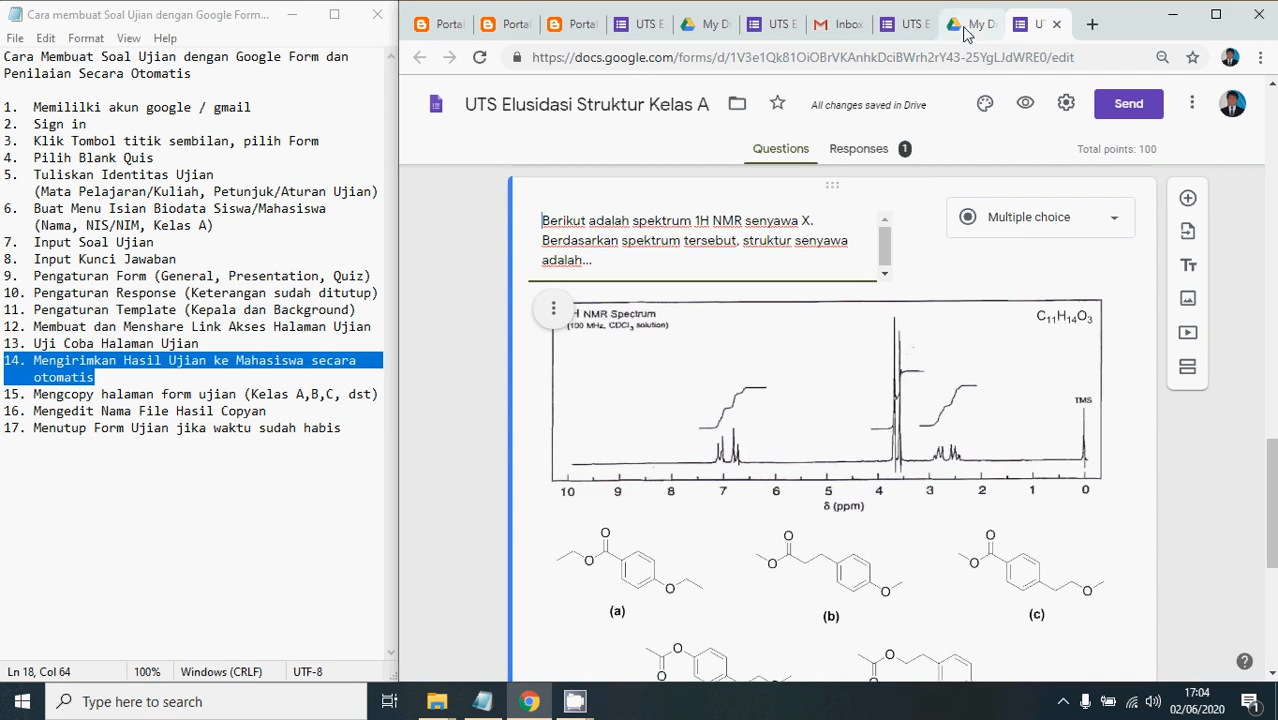 Cara membuat Soal Ujian dengan Google Form...
File Edit Format View Help
Cara Membuat Soal Ujian dengan Google Form dan
Penilaian Secara Otomatis
1. Memililki akun google / gmail
2. Sign in
3. Klik Tombol titik sembilan, pilih Form
4. Pilih Blank Quis
5. Tuliskan Identitas Ujian
(Mata Pelajaran/Kuliah, Petunjuk/Aturan Ujian)
6. Buat Menu Isian Biodata Siswa/Mahasiswa
(Nama, NIS/NIM, Kelas A)
7. Input Soal Ujian
8. Input Kunci Jawaban
9. Pengaturan Form (General, Presentation, Quiz)
10. Pengaturan Response (Keterangan sudah ditutup)
11. Pengaturan Template (Kepala dan Background)
12. Membuat dan Menshare Link Akses Halaman Ujian
13. Uji Coba Halaman Ujian
14. Mengirimkan Hasil Ujian ke Mahasiswa secara
otomatis
15. Mengcopy halaman form ujian (Kelas A,B,C, dst)
16. Mengedit Nama File Hasil Copyan
17. Menutup Form Ujian jika waktu sudah habis
Ln 18, Col 64 100% Windows (CRLF) UTF-8
Portal Portal Portal UTS E My D UTS E Inbox UTS E My D UT
https://docs.google.com/forms/d/1V3e1Qk81OiOBrVKAnhkDciBWrh2rY43-25YgLJdWRE0/edit
UTS Elusidasi Struktur Kelas A All changes saved in Drive Send
Questions Responses 1 Total points: 100
Berikut adalah spektrum 1H NMR senyawa X.
Berdasarkan spektrum tersebut, struktur senyawa
adalah...
Multiple choice
H NMR Spectrum
(100 MHz, CDCl3 solution)
C11H14O3
TMS
10 9 8 7 6 5 4 3 2 1 0
δ (ppm)
O O O
O O O
O O O
(a) (b) (c)
O O
O O
Type here to search
17:04
02/06/2020
1